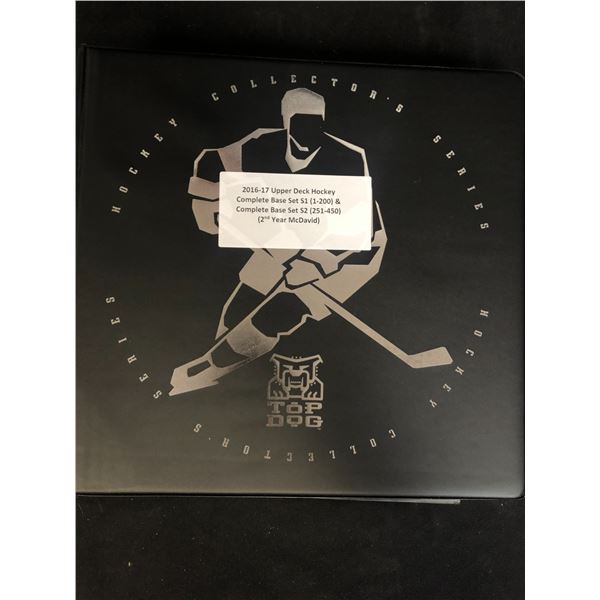 HOCKEY COLLECTOR'S SERIES
2016-17 Upper Deck Hockey
Complete Base Set S1 (1-200) &
Complete Base Set S2 (251-450)
(2nd Year McDavid)
TOP
DOG
HOCKEY COLLECTOR'S SERIES